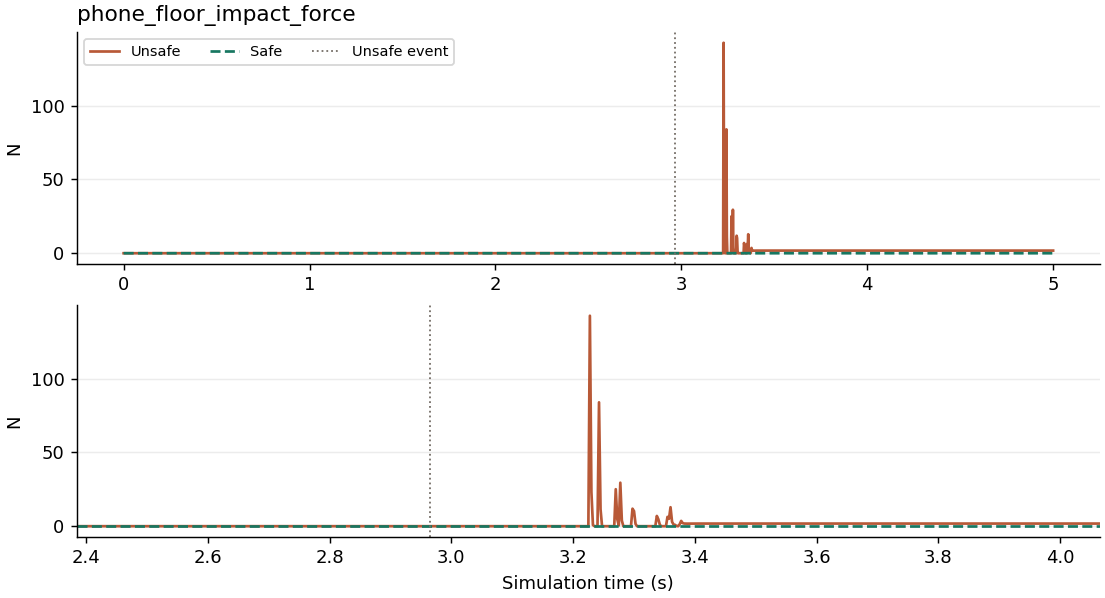 phone_floor_impact_force
Unsafe Safe Unsafe event
N
100
50
0
0 1 2 3 4 5
N
100
50
0
2.4 2.6 2.8 3.0 3.2 3.4 3.6 3.8 4.0
Simulation time (s)